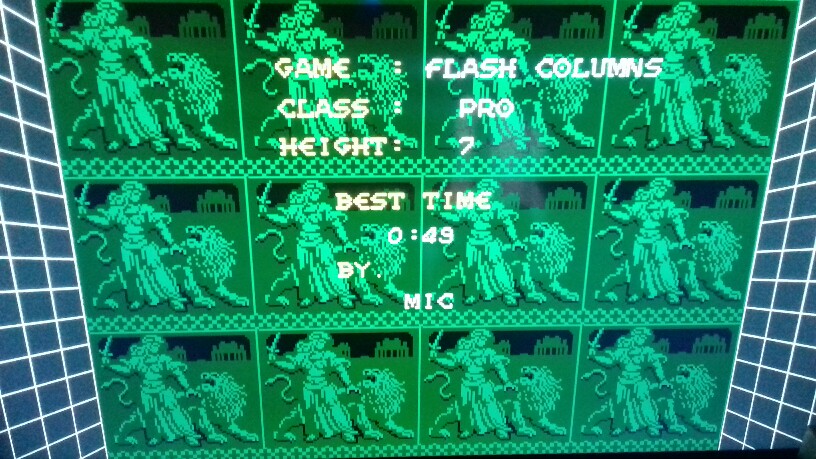 GAME : FLASH COLUMNS
CLASS : PRO
HEIGHT: 7
BEST TIME
0:49
BY.
MIC